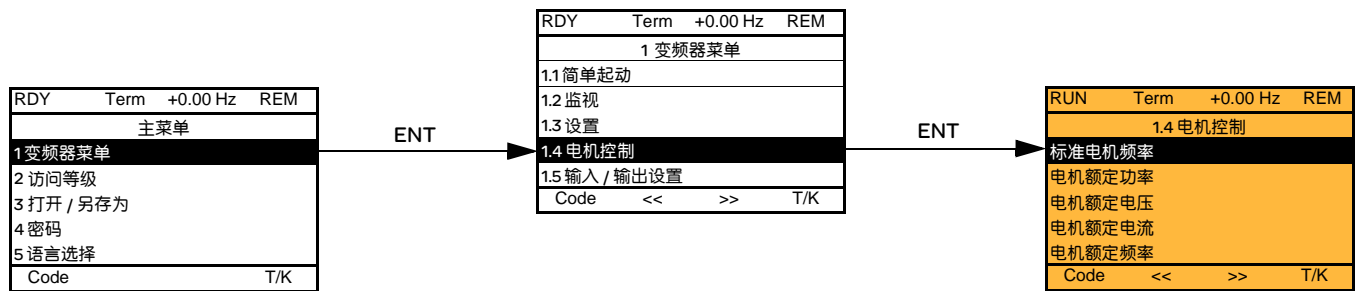 RDY Term +0.00 Hz REM
主菜单
1变频器菜单
2 访问等级
3 打开 / 另存为
4 密码
5 语言选择
Code T/K
ENT
RDY Term +0.00 Hz REM
1 变频器菜单
1.1简单起动
1.2 监视
1.3 设置
1.4 电机控制
1.5 输入 / 输出设置
Code << >> T/K
ENT
RUN Term +0.00 Hz REM
1.4 电机控制
标准电机频率
电机额定功率
电机额定电压
电机额定电流
电机额定频率
Code << >> T/K